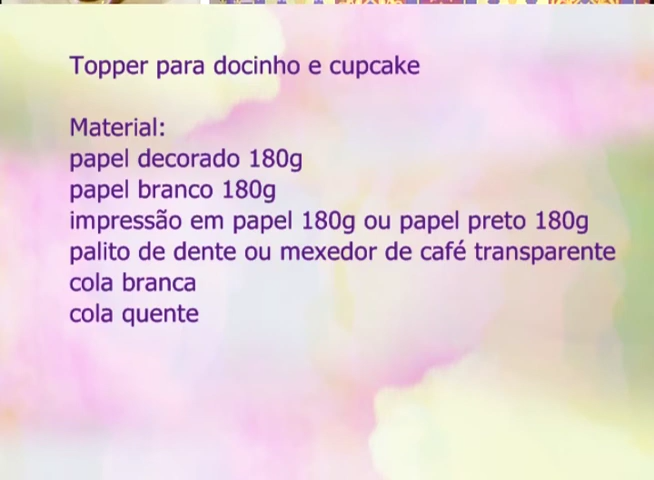 Topper para docinho e cupcake
Material:
papel decorado 180g
papel branco 180g
impressão em papel 180g ou papel preto 180g
palito de dente ou mexedor de café transparente
cola branca
cola quente